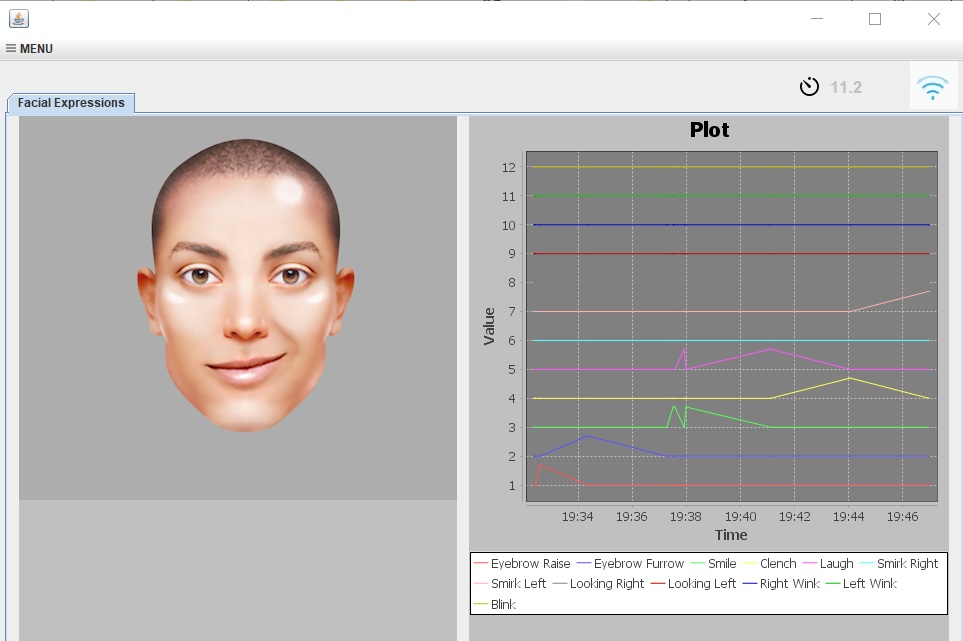 MENU
11.2
Facial Expressions
Plot
12
11
10
9
8
7
6
5
4
3
2
1
Value
19:34 19:36 19:38 19:40 19:42 19:44 19:46
Time
Eyebrow Raise Eyebrow Furrow Smile Clench Laugh Smirk Right
Smirk Left Looking Right Looking Left Right Wink Left Wink
Blink